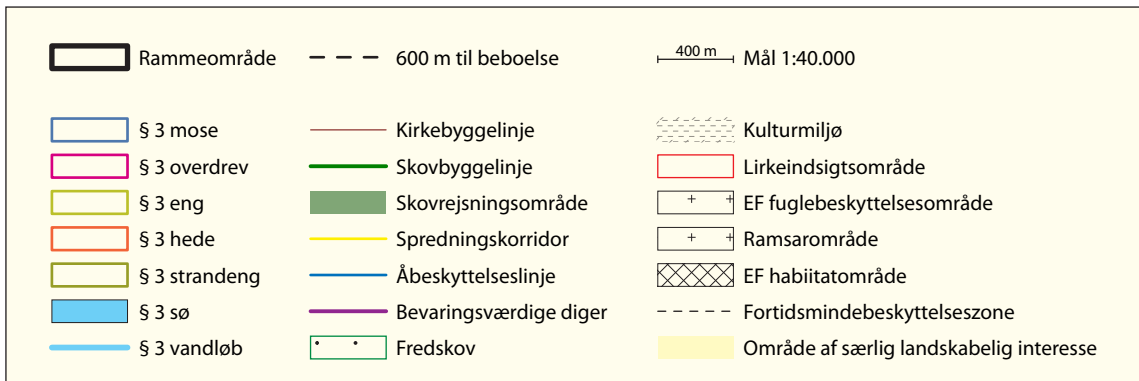 Rammeområde
600 m til beboelse
400 m
Mål 1:40.000
§ 3 mose
Kirkebyggelinje
Kulturmiljø
§ 3 overdrev
Skovbyggelinje
Lirkeindsigtsområde
§ 3 eng
Skovrejsningsområde
EF fuglebeskyttelsesområde
§ 3 hede
Spredningskorridor
Ramsarområde
§ 3 strandeng
Åbeskyttelseslinje
EF habiitatområde
§ 3 sø
Bevaringsværdige diger
Fortidsmindebeskyttelseszone
§ 3 vandløb
Fredskov
Område af særlig landskabelig interesse